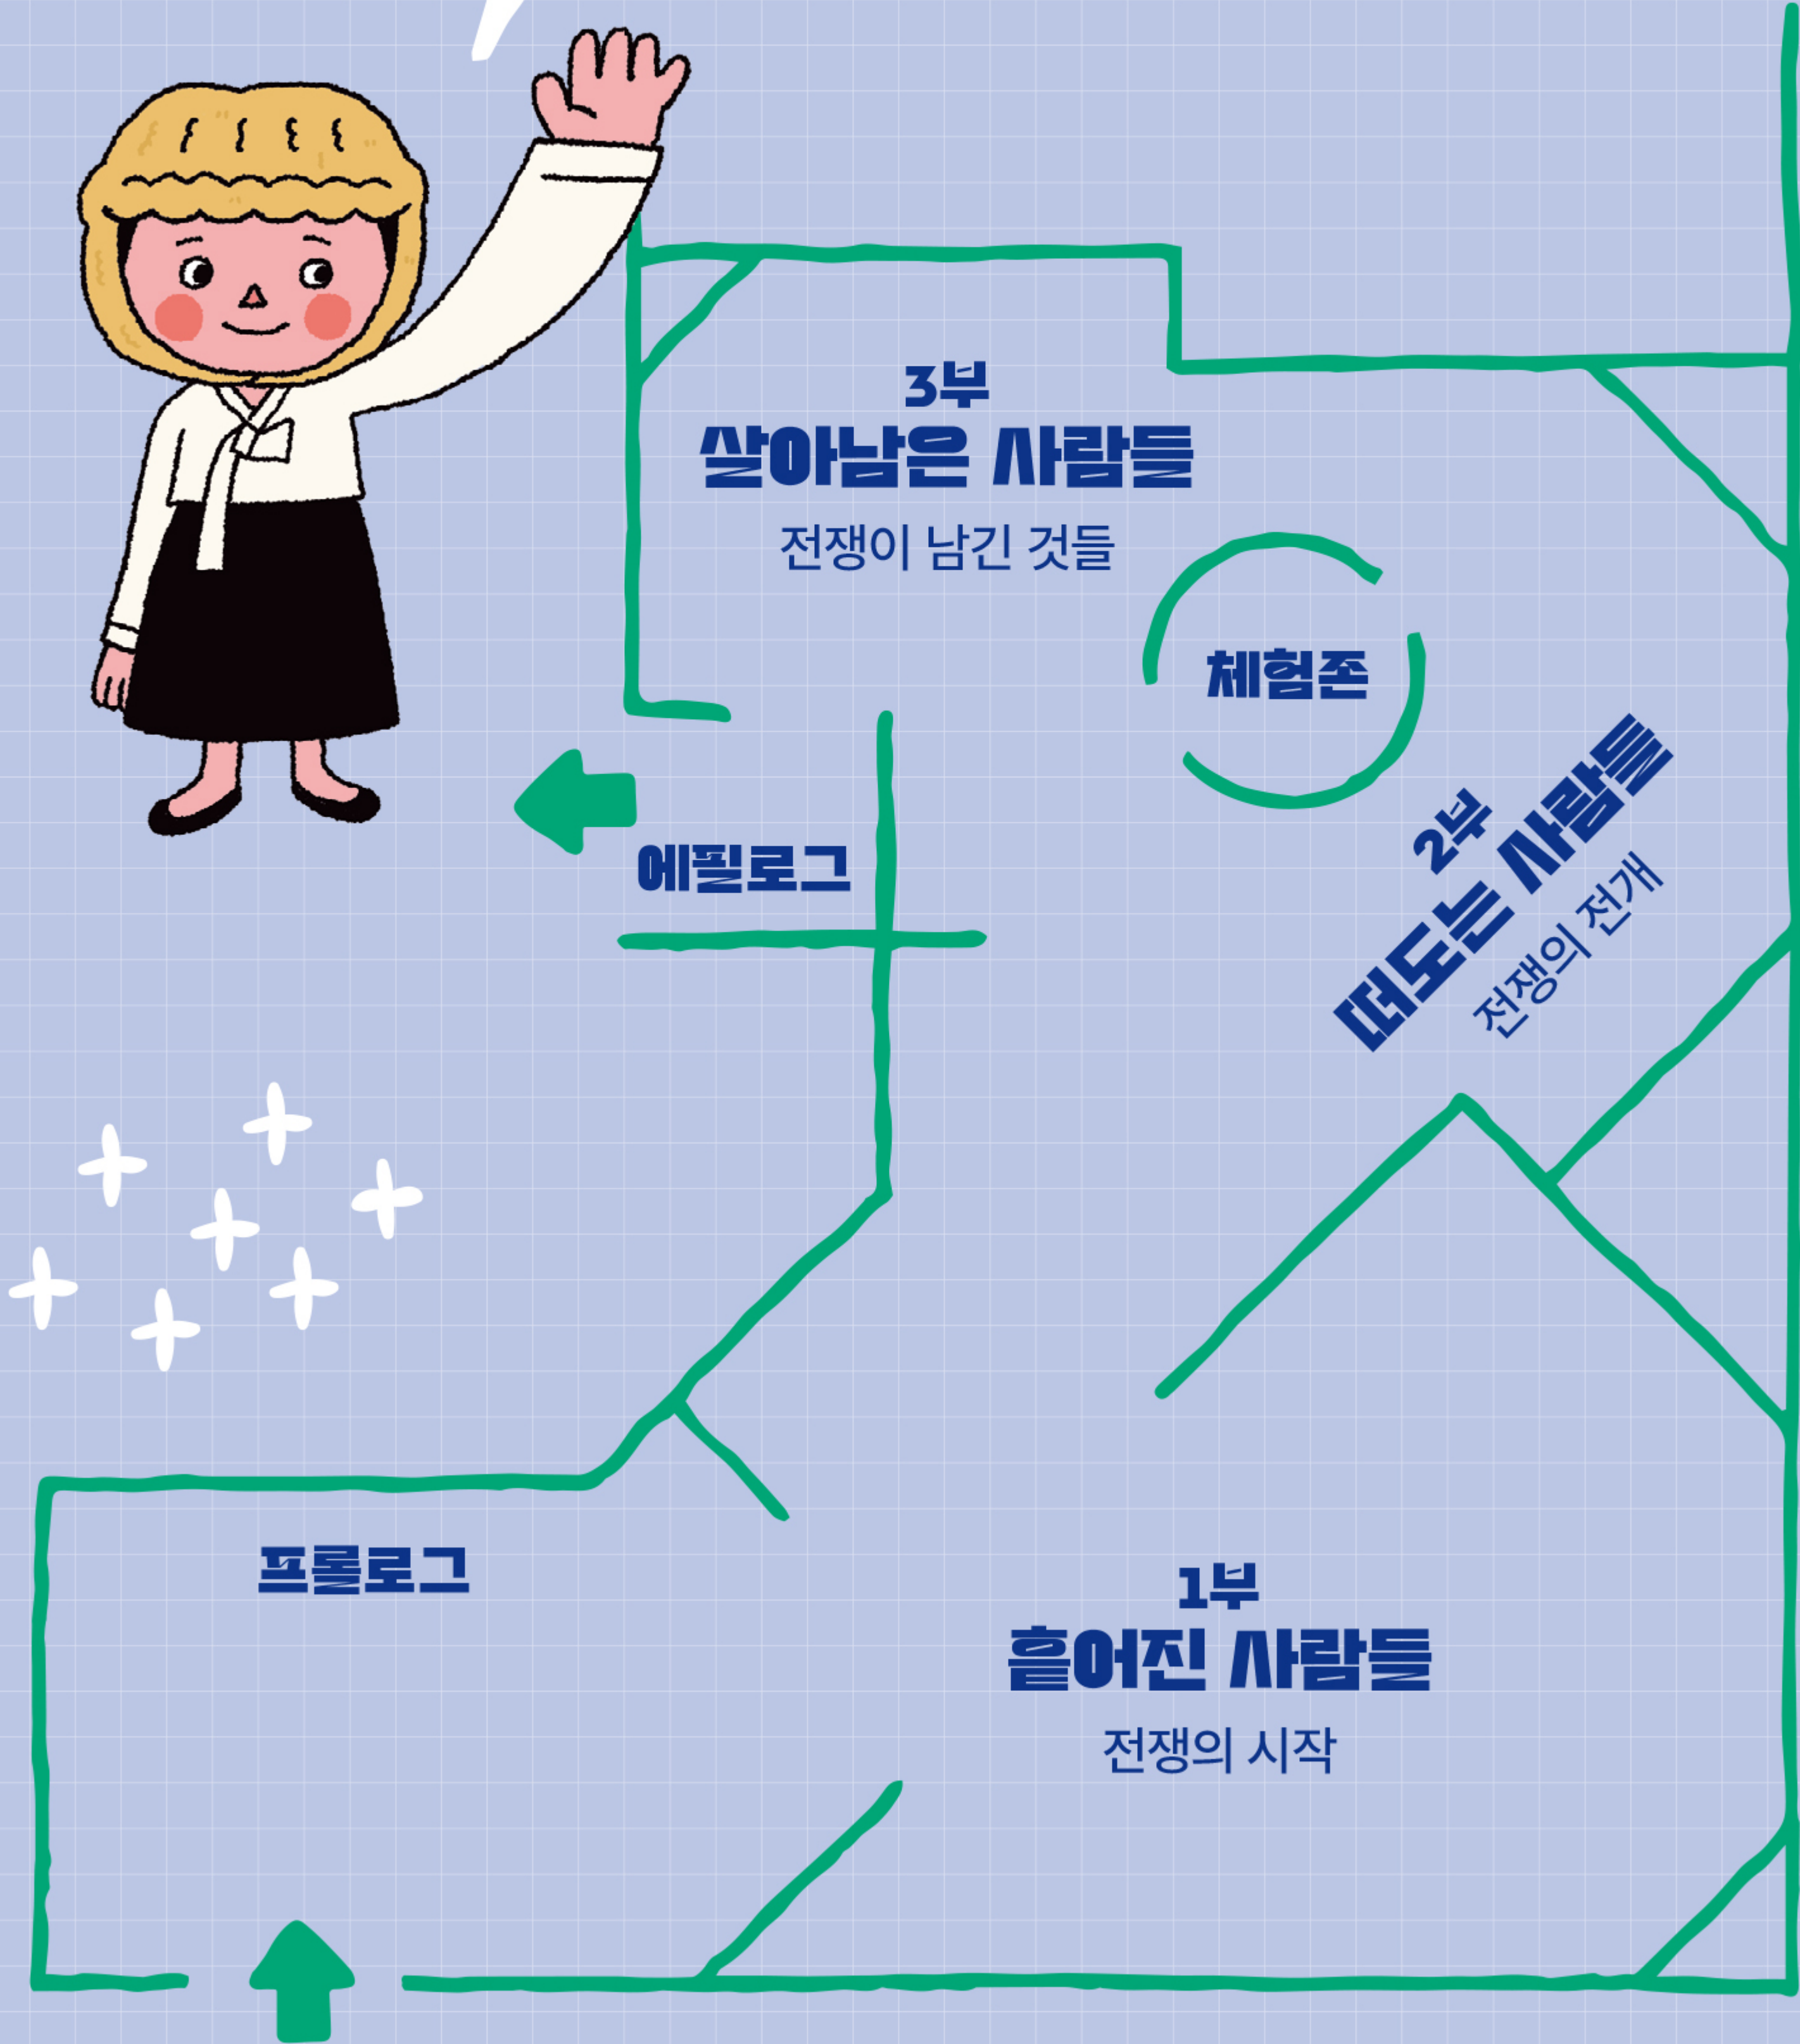 3부
살아남은 사람들
전쟁이 남긴 것들
체험존
에필로그
2부
떠도는 사람들
전쟁의 전개
프롤로그
1부
흩어진 사람들
전쟁의 시작